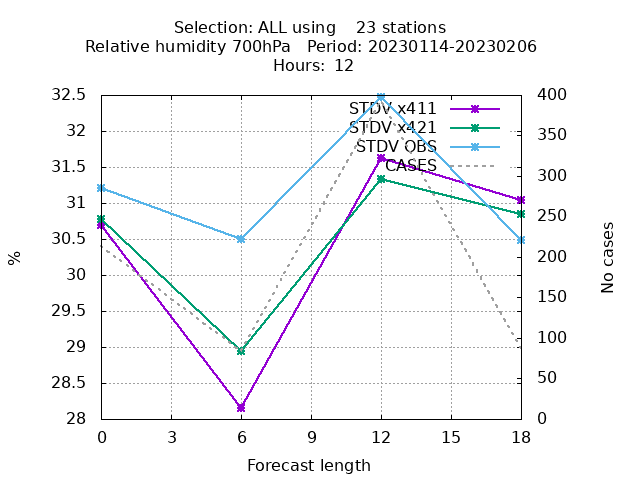 Selection: ALL using    23 stations
Relative humidity 700hPa   Period: 20230114-20230206
Hours:  12
32.5
32
31.5
31
30.5
30
29.5
29
28.5
28
%
400
350
300
250
200
150
100
50
0
No cases
STDV x411
STDV x421
STDV OBS
CASES
0 3 6 9 12 15 18
Forecast length